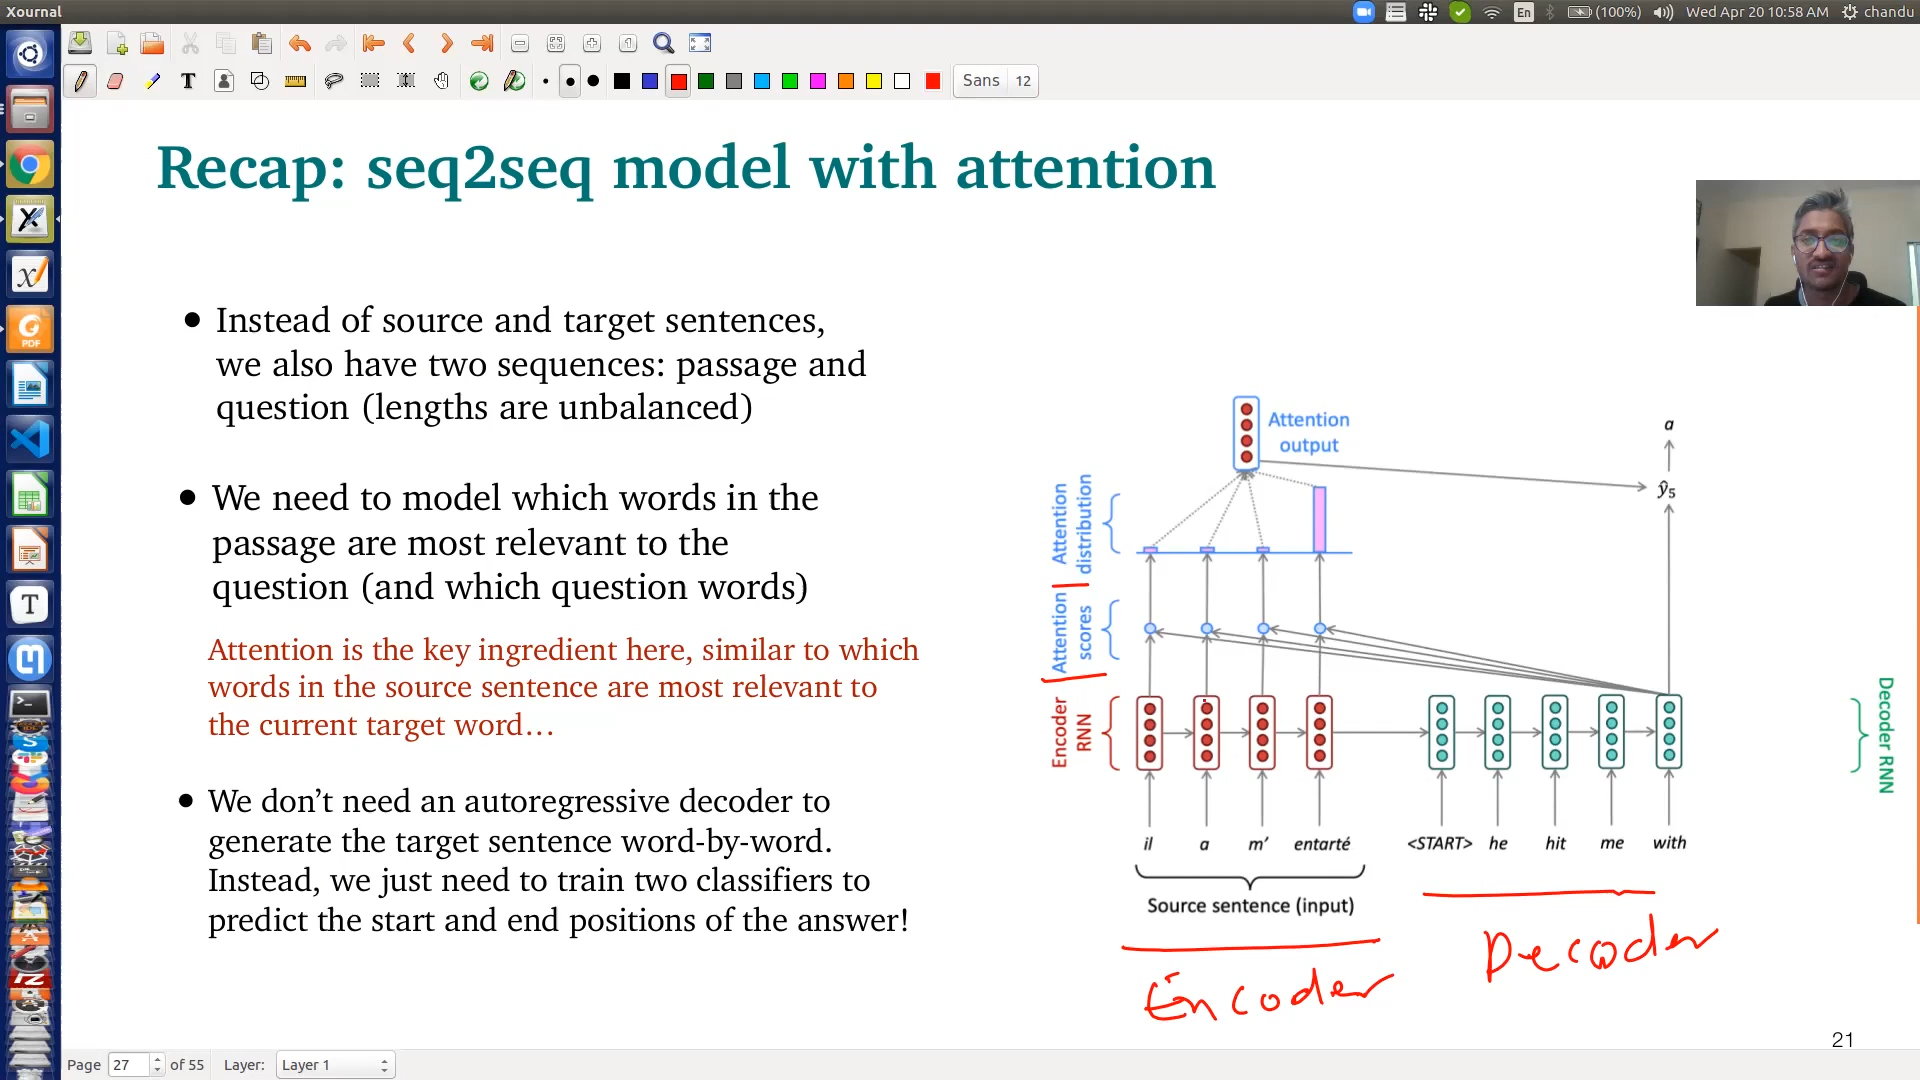 Xournal
En
(100%)
Wed Apr 20 10:58 AM
chandu
Sans 12
Recap: seq2seq model with attention
• Instead of source and target sentences,
we also have two sequences: passage and
question (lengths are unbalanced)
• We need to model which words in the
passage are most relevant to the
question (and which question words)
Attention is the key ingredient here, similar to which
words in the source sentence are most relevant to
the current target word…
• We don’t need an autoregressive decoder to
generate the target sentence word-by-word.
Instead, we just need to train two classifiers to
predict the start and end positions of the answer!
Attention
output
a
ŷ5
Attention
distribution
Attention
scores
Encoder
RNN
Decoder RNN
il a m’ entarté <START> he hit me with
Source sentence (input)
Encoder
Decoder
21
Page 27 of 55 Layer: Layer 1
PDF
T